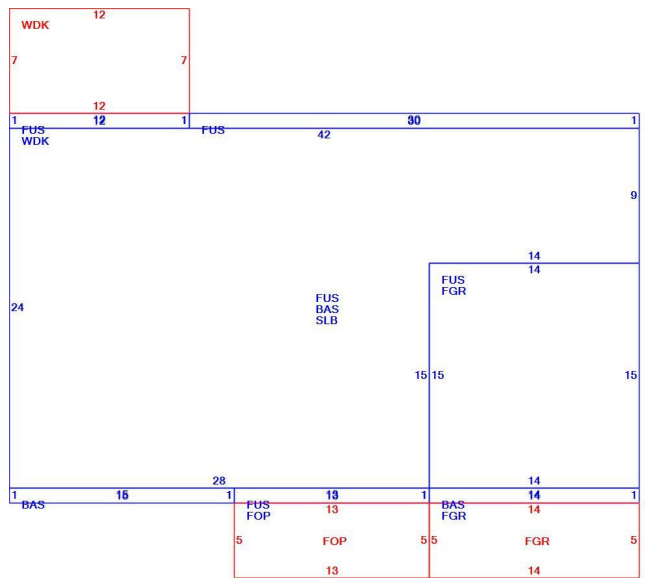 12
WDK
7 7
12
1 12 1 30 1
FUS FUS
WDK 42
9
14
14
FUS
FGR
24 FUS
BAS
SLB
15 15 15
28 14
1 15 1 13 1 14 1
BAS FUS 13 BAS 14
FOP FGR
5 FOP 5 5 FGR 5
13 14